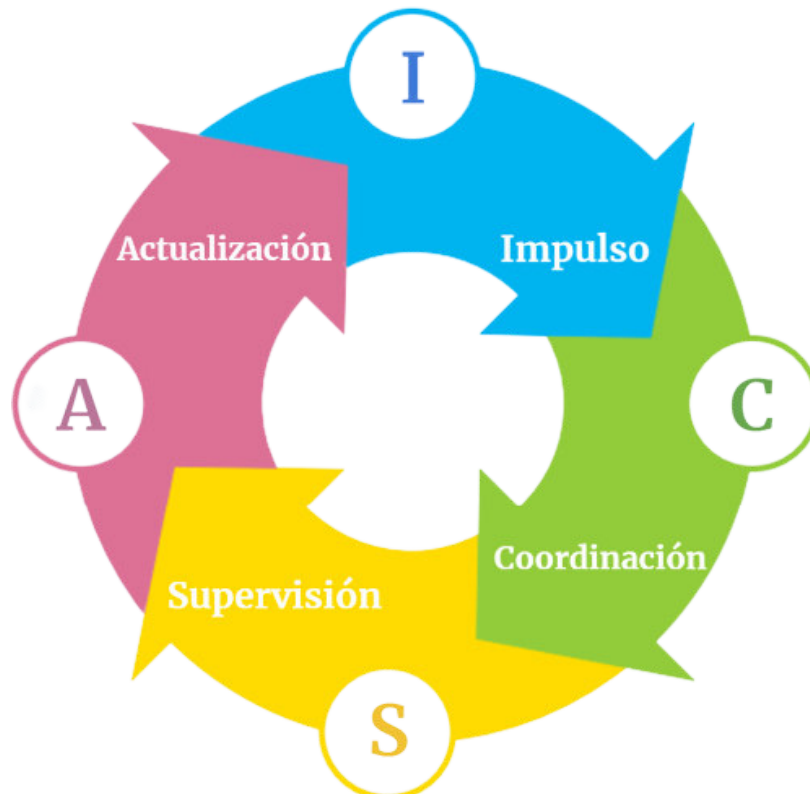 I
Impulso
C
Coordinación
S
Supervisión
A
Actualización